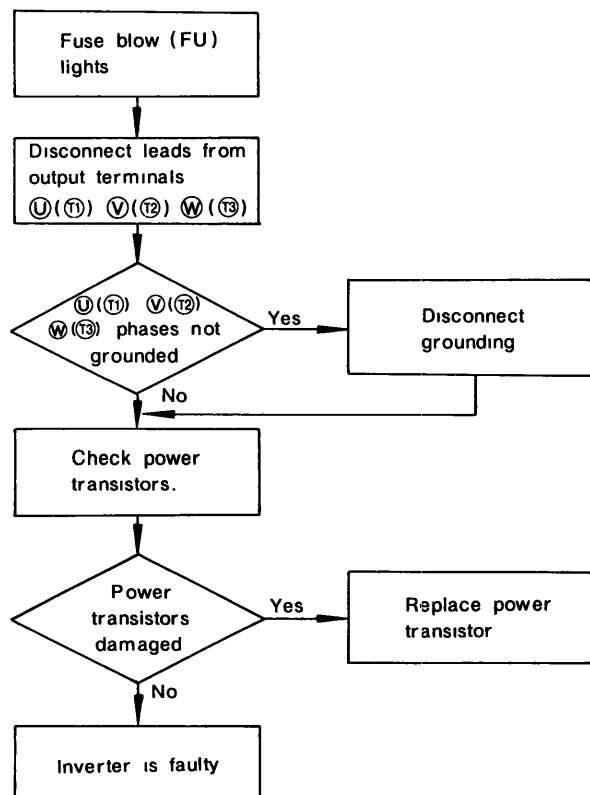 Fuse blow (FU)
lights
Disconnect leads from
output terminals
Ⓤ(Ⓣ1) Ⓥ(Ⓣ2) Ⓦ(Ⓣ3)
Ⓤ(Ⓣ1) Ⓥ(Ⓣ2)
Ⓦ(Ⓣ3) phases not
grounded
Yes
Disconnect
grounding
No
Check power
transistors.
Power
transistors
damaged
Yes
Replace power
transistor
No
Inverter is faulty